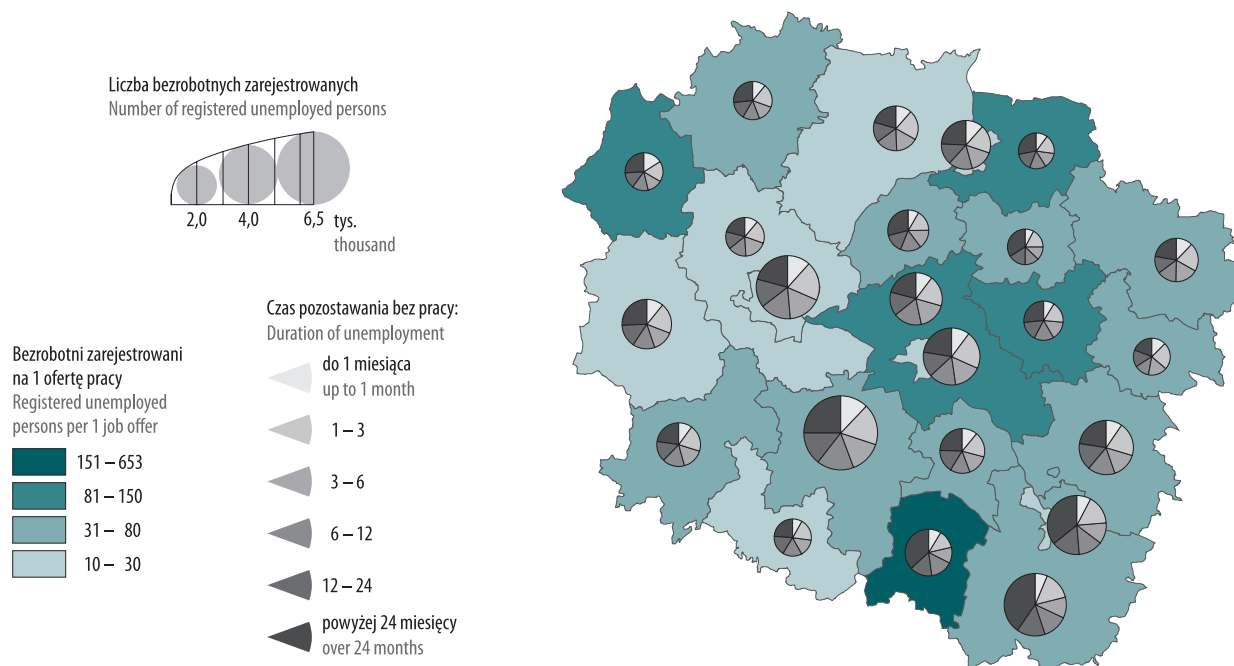 Liczba bezrobotnych zarejestrowanych
Number of registered unemployed persons
2,0 4,0 6,5 tys.
thousand
Czas pozostawania bez pracy:
Duration of unemployment
do 1 miesiąca
up to 1 month
1 – 3
3 – 6
6 – 12
12 – 24
powyżej 24 miesięcy
over 24 months
Bezrobotni zarejestrowani
na 1 ofertę pracy
Registered unemployed
persons per 1 job offer
151 – 653
81 – 150
31 – 80
10 – 30